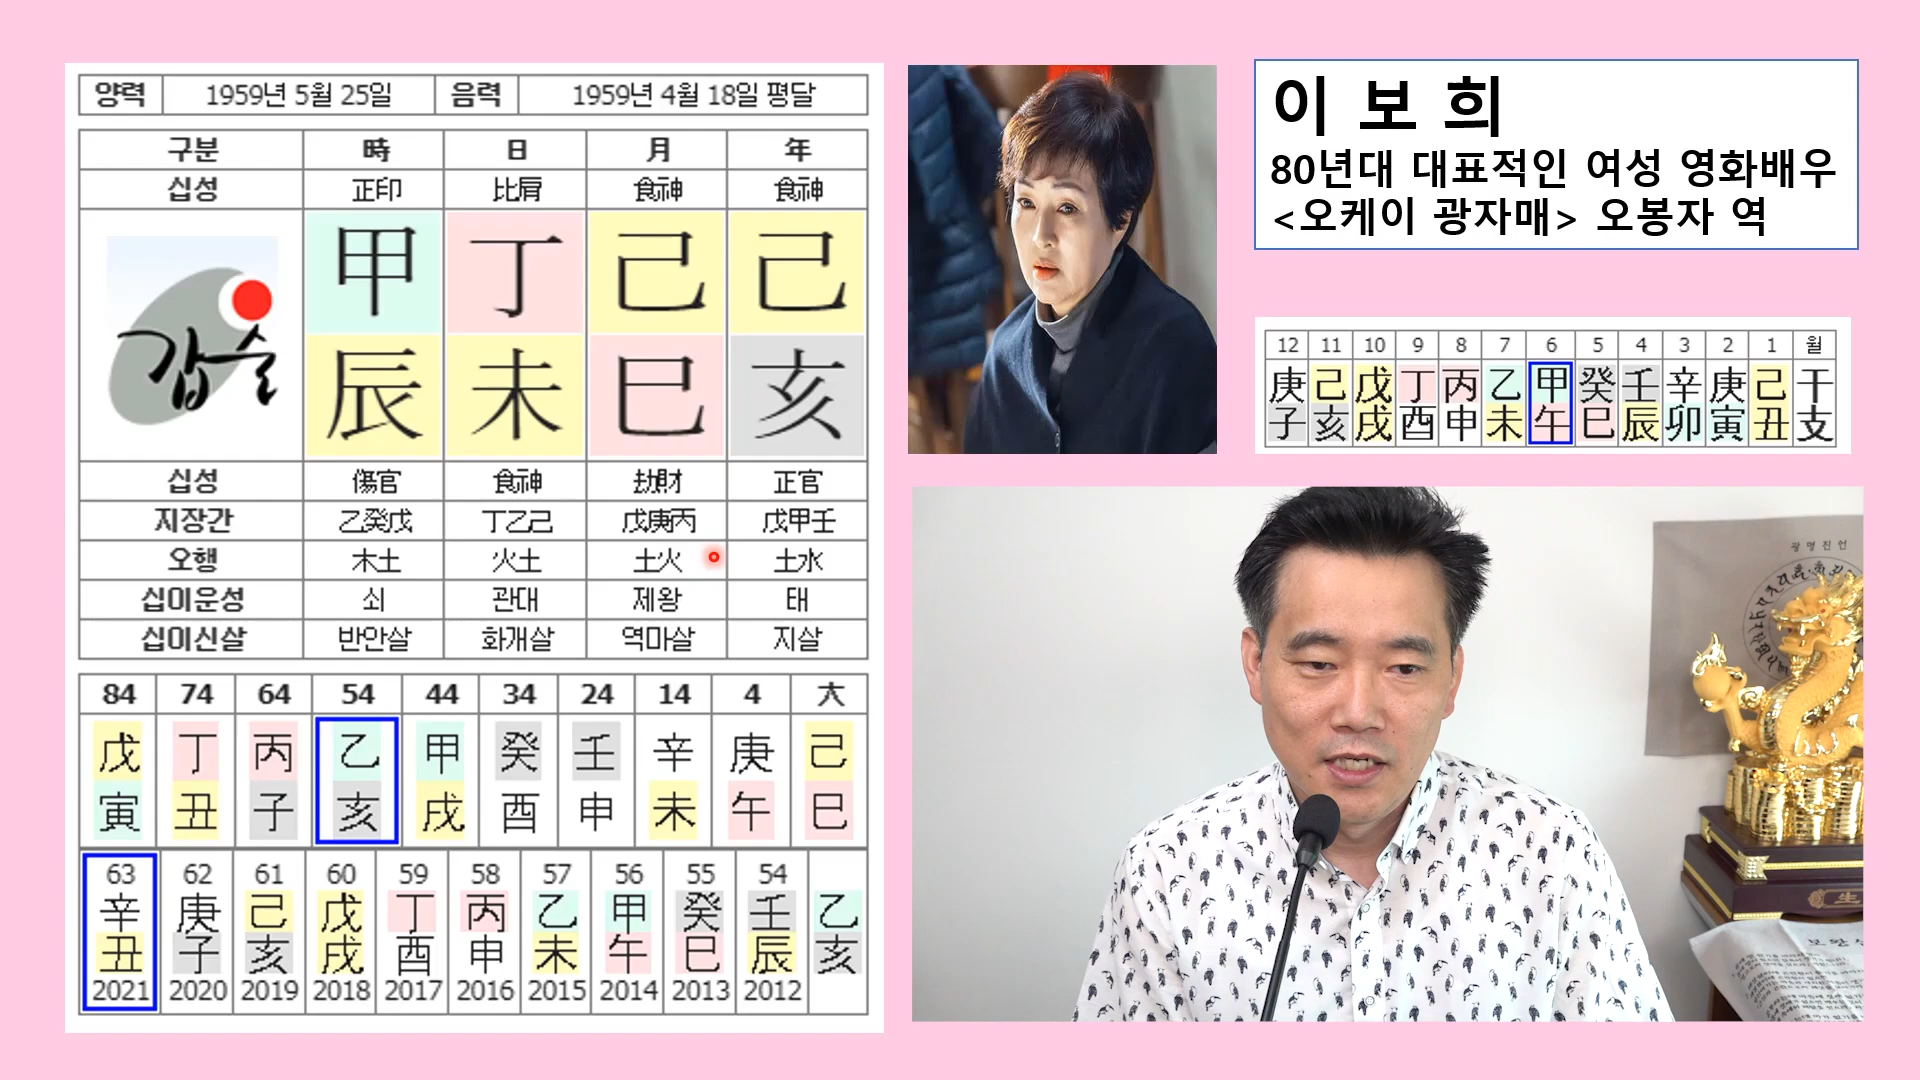 양력 1959년 5월 25일 음력 1959년 4월 18일 평달
구분 時 日 月 年
십성 正印 比肩 食神 食神
갑술
甲 丁 己 己
辰 未 巳 亥
십성 傷官 食神 劫財 正官
지장간 乙癸戊 丁乙己 戊庚丙 戊甲壬
오행 木土 火土 土火 土水
십이운성 쇠 관대 제왕 태
십이신살 반안살 화개살 역마살 지살
84 74 64 54 44 34 24 14 4 大
戊 丁 丙 乙 甲 癸 壬 辛 庚 己
寅 丑 子 亥 戌 酉 申 未 午 巳
63 62 61 60 59 58 57 56 55 54
辛 庚 己 戊 丁 丙 乙 甲 癸 壬 乙
丑 子 亥 戌 酉 申 未 午 巳 辰 亥
2021 2020 2019 2018 2017 2016 2015 2014 2013 2012
이 보 희
80년대 대표적인 여성 영화배우
<오케이 광자매> 오봉자 역
12 11 10 9 8 7 6 5 4 3 2 1 월
庚 己 戊 丁 丙 乙 甲 癸 壬 辛 庚 己 干
子 亥 戌 酉 申 未 午 巳 辰 卯 寅 丑 支
광명진언
生